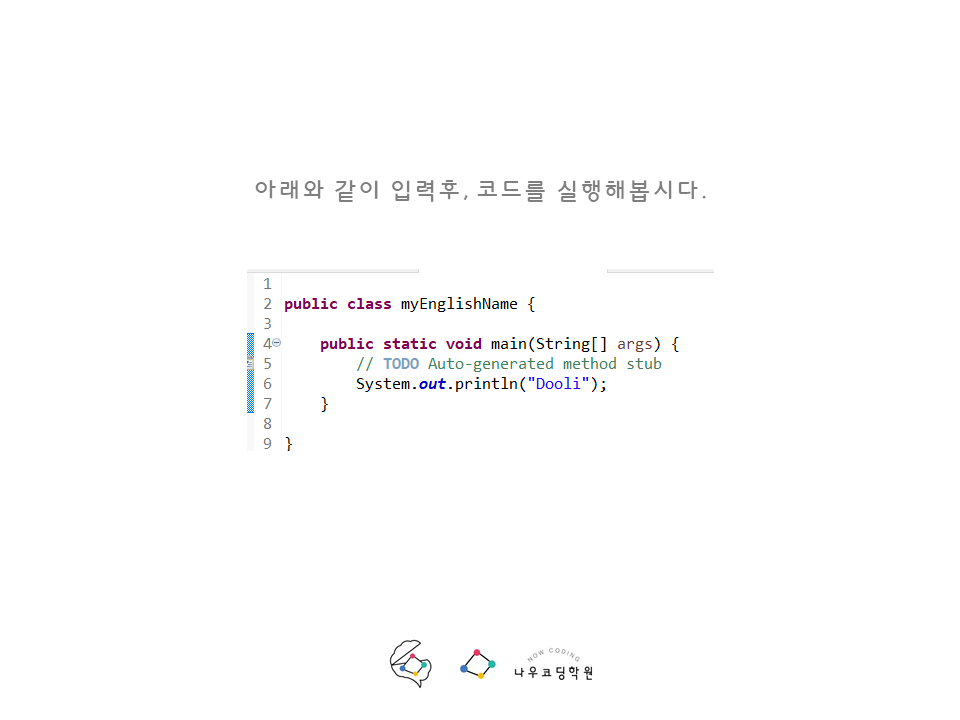 아래와 같이 입력후, 코드를 실행해봅시다.
1
2 public class myEnglishName {
3
4 public static void main(String[] args) {
5 // TODO Auto-generated method stub
6 System.out.println("Dooli");
7 }
8
9 }
NOW CODING
나우코딩학원